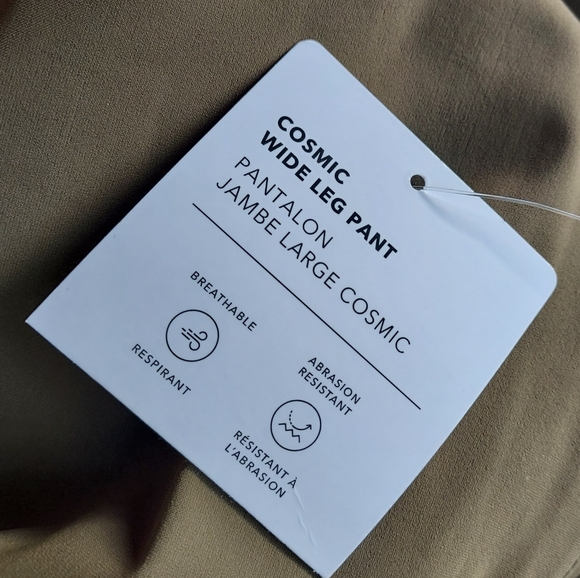 COSMIC
WIDE LEG PANT
PANTALON
JAMBE LARGE COSMIC
BREATHABLE
RESPIRANT
ABRASION
RESISTANT
RÉSISTANT À
L'ABRASION